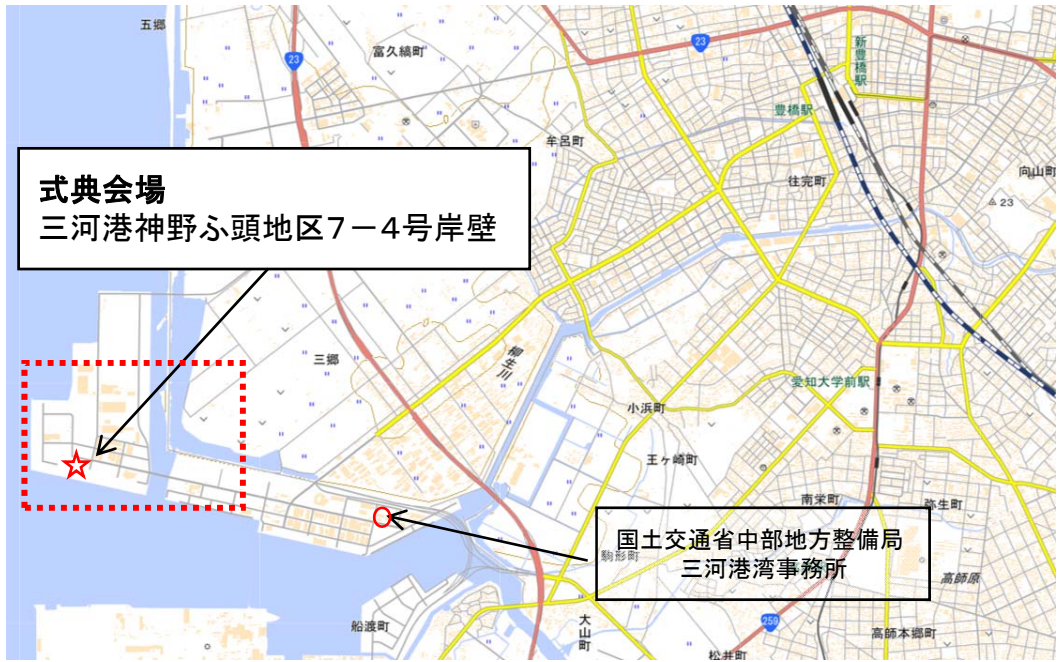 五郷
富久縞町
23
23
新豊橋駅
豊橋駅
牟呂町
往完町
向山町
23
式典会場
三河港神野ふ頭地区7-4号岸壁
三郷
柳生川
愛知大学前駅
小浜町
王ヶ崎町
南栄町
弥生町
国土交通省中部地方整備局
三河港湾事務所
駒形町
高師原
船渡町
大山町
259
高師本郷町
松井町